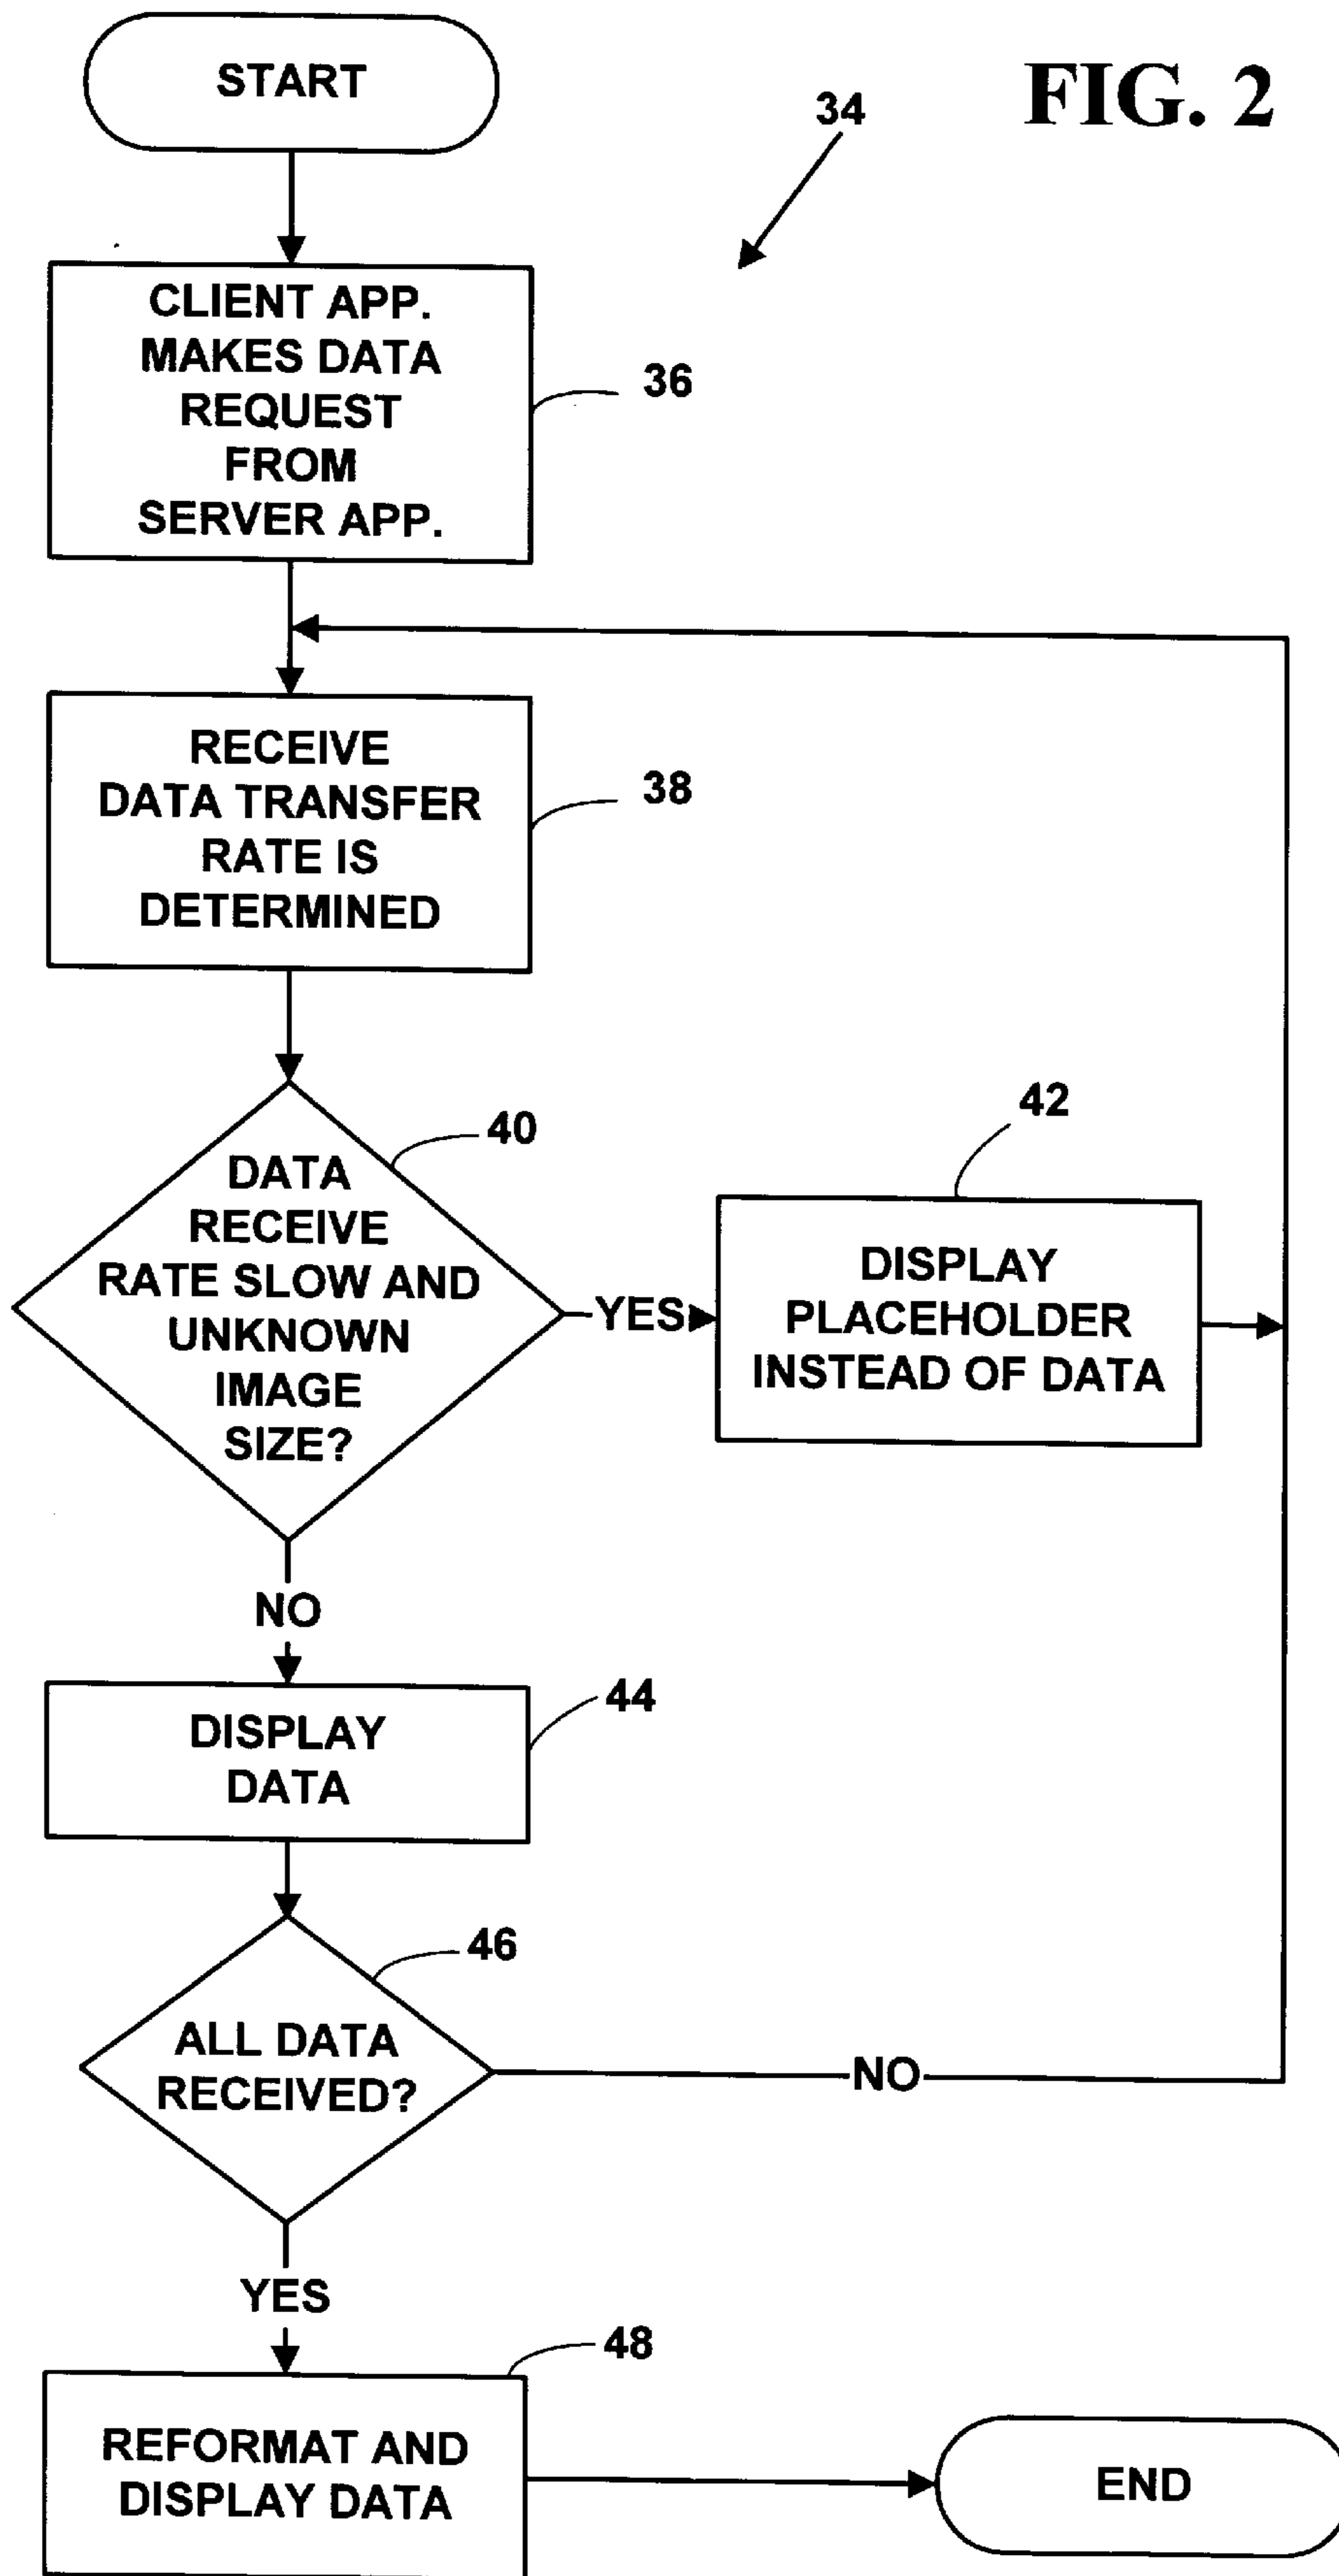 START
FIG. 2
34
CLIENT APP.
MAKES DATA
REQUEST
FROM
SERVER APP.
36
RECEIVE
DATA TRANSFER
RATE IS
DETERMINED
38
DATA
RECEIVE
RATE SLOW AND
UNKNOWN
IMAGE
SIZE?
40
YES
42
DISPLAY
PLACEHOLDER
INSTEAD OF DATA
NO
DISPLAY
DATA
44
ALL DATA
RECEIVED?
46
NO
YES
REFORMAT AND
DISPLAY DATA
48
END